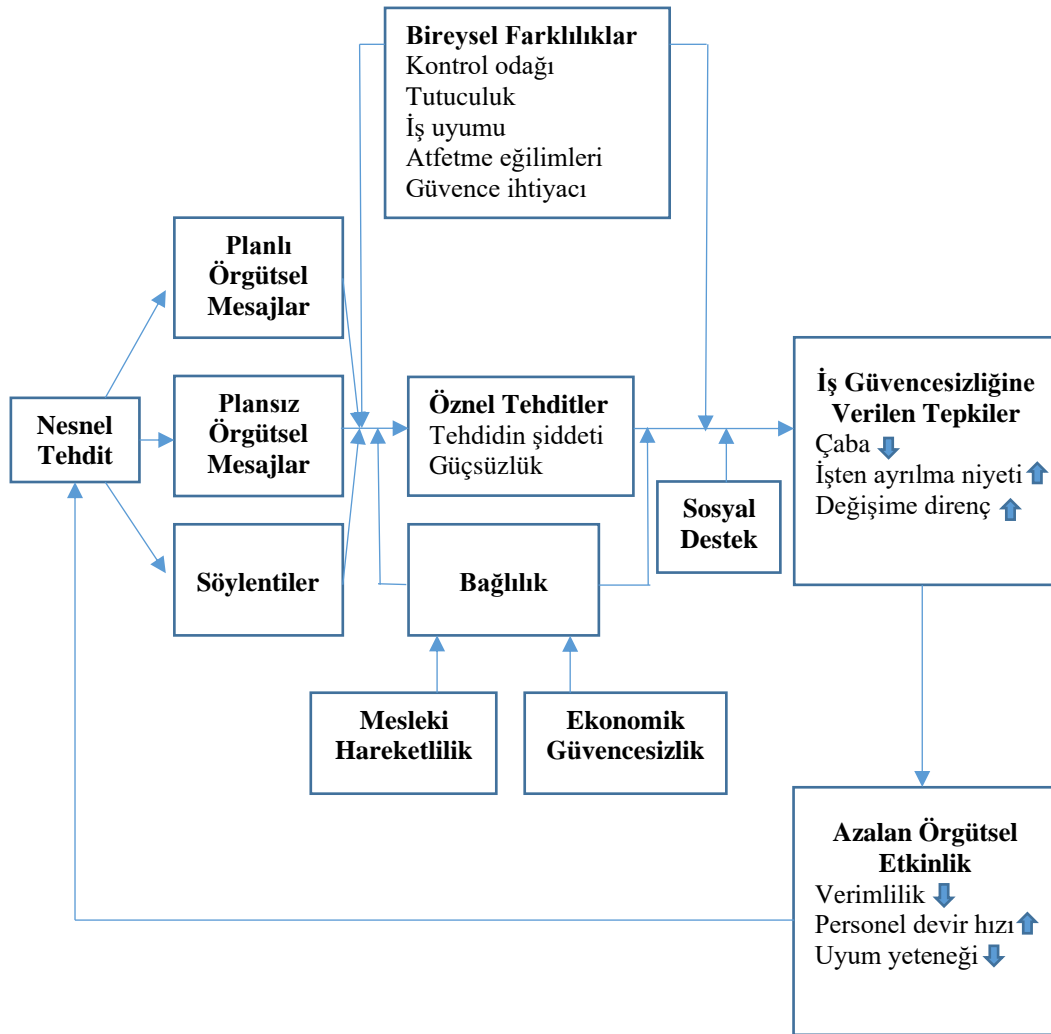 Bireysel Farklılıklar
Kontrol odağı
Tutuculuk
İş uyumu
Atfetme eğilimleri
Güvence ihtiyacı
Planlı
Örgütsel
Mesajlar
Nesnel
Tehdit
Plansız
Örgütsel
Mesajlar
Söylentiler
Öznel Tehditler
Tehdidin şiddeti
Güçsüzlük
Bağlılık
Mesleki
Hareketlilik
Ekonomik
Güvencesizlik
Sosyal
Destek
İş Güvencesizliğine
Verilen Tepkiler
Çaba
İşten ayrılma niyeti
Değişime direnç
Azalan Örgütsel
Etkinlik
Verimlilik
Personel devir hızı
Uyum yeteneği